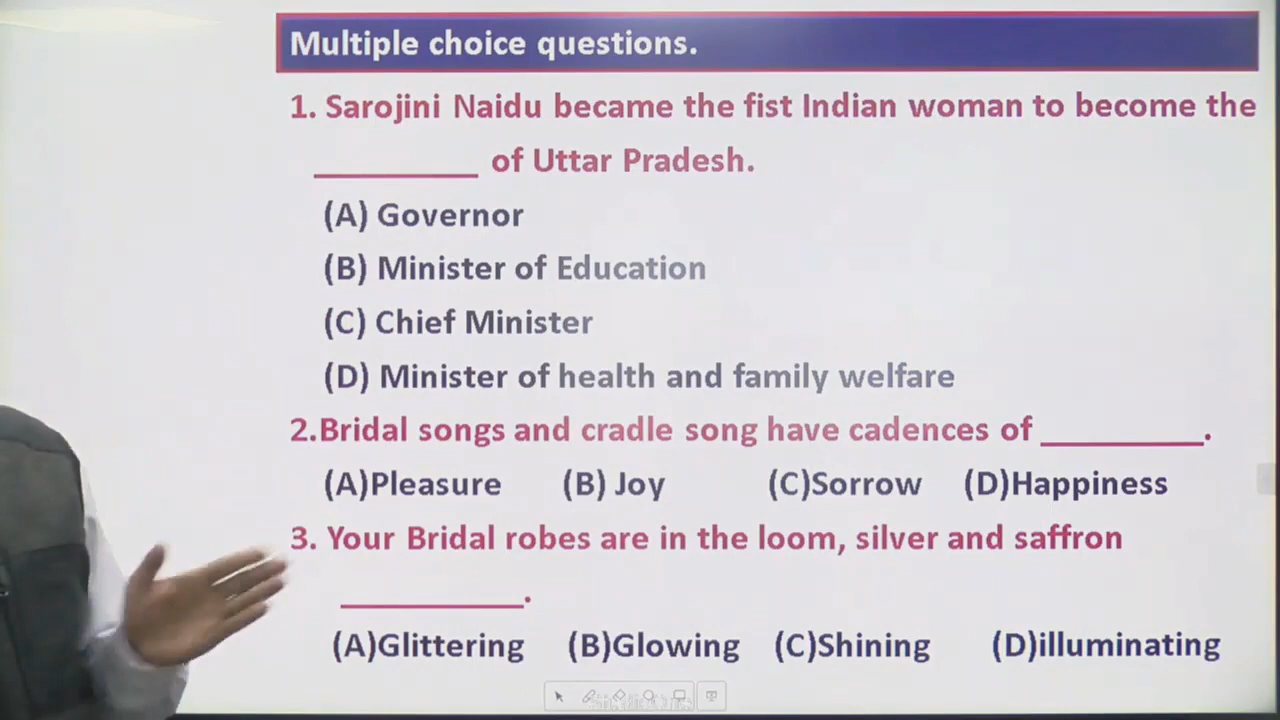 Multiple choice questions.
1. Sarojini Naidu became the fist Indian woman to become the
_________ of Uttar Pradesh.
(A) Governor
(B) Minister of Education
(C) Chief Minister
(D) Minister of health and family welfare
2.Bridal songs and cradle song have cadences of _________.
(A)Pleasure (B) Joy (C)Sorrow (D)Happiness
3. Your Bridal robes are in the loom, silver and saffron
__________.
(A)Glittering (B)Glowing (C)Shining (D)illuminating